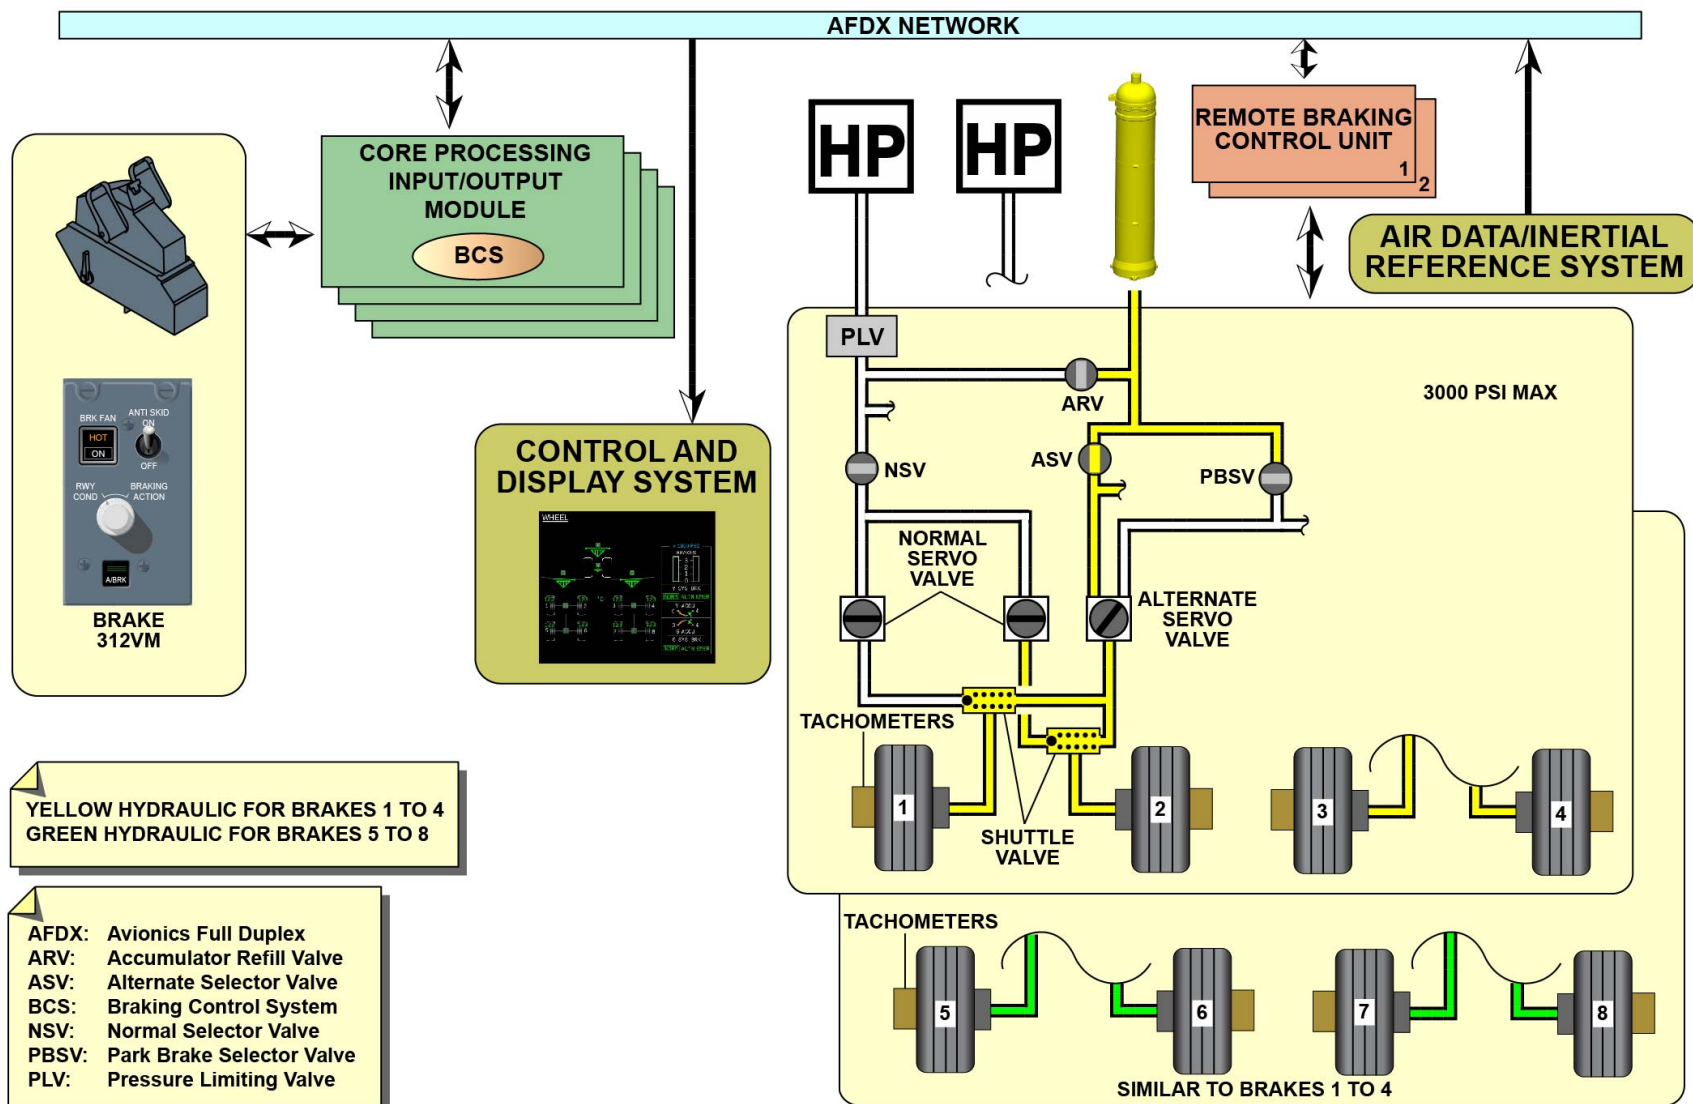 AFDX NETWORK
HP
HP
REMOTE BRAKING
CONTROL UNIT
1
2
CORE PROCESSING
INPUT/OUTPUT
MODULE
BCS
AIR DATA/INERTIAL
REFERENCE SYSTEM
PLV
ARV
3000 PSI MAX
BRK FAN
ANTI SKID
ON
HOT
ON
OFF
RWY
COND
BRAKING
ACTION
A/BRK
BRAKE
312VM
CONTROL AND
DISPLAY SYSTEM
WHEEL
NSV
ASV
PBSV
NORMAL
SERVO
VALVE
ALTERNATE
SERVO
VALVE
TACHOMETERS
1
2
3
4
SHUTTLE
VALVE
YELLOW HYDRAULIC FOR BRAKES 1 TO 4
GREEN HYDRAULIC FOR BRAKES 5 TO 8
AFDX: Avionics Full Duplex
ARV: Accumulator Refill Valve
ASV: Alternate Selector Valve
BCS: Braking Control System
NSV: Normal Selector Valve
PBSV: Park Brake Selector Valve
PLV: Pressure Limiting Valve
TACHOMETERS
5
6
7
8
SIMILAR TO BRAKES 1 TO 4